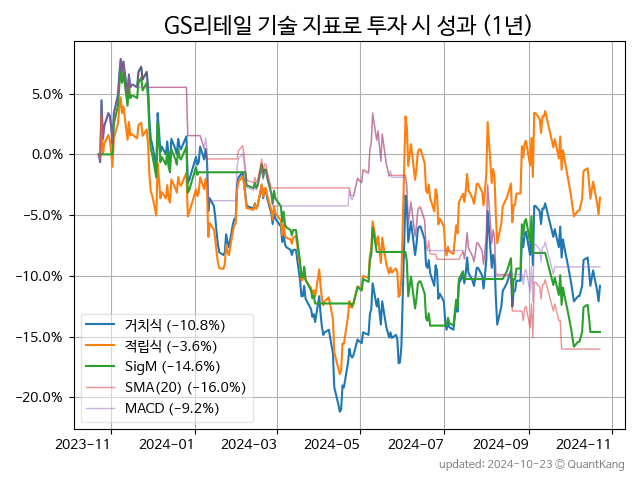 GS리테일 기술 지표로 투자 시 성과 (1년)
5.0%
0.0%
−5.0%
−10.0%
−15.0%
−20.0%
거치식 (−10.8%)
적립식 (−3.6%)
SigM (−14.6%)
SMA(20) (−16.0%)
MACD (−9.2%)
2023−11 2024−01 2024−03 2024−05 2024−07 2024−09 2024−11
updated: 2024−10−23 ⓒ QuantKang